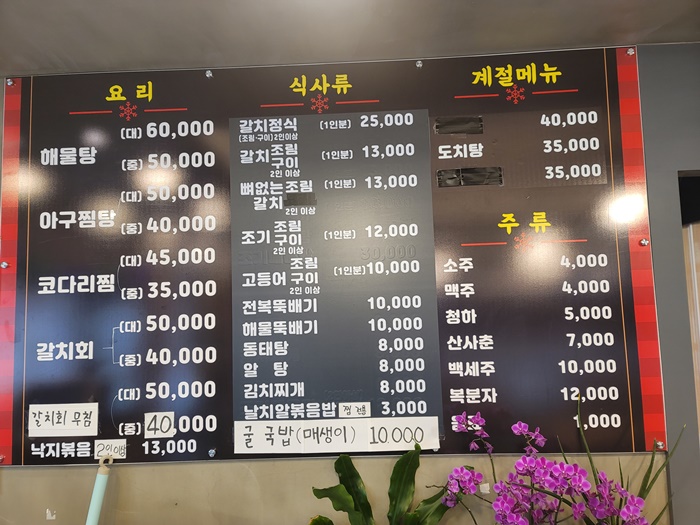 요리
해물탕 (대) 60,000
(중) 50,000
아구찜탕 (대) 50,000
(중) 40,000
코다리찜 (대) 45,000
(중) 35,000
갈치회 (대) 50,000
(중) 40,000
(대) 50,000
갈치회 무침 (중) 40,000
낙지볶음 2인이상 13,000
식사류
갈치정식 (1인분) 25,000
(조림·구이)2인이상
갈치 조림 구이 (1인분) 13,000
2인 이상
뼈없는 조림 (1인분) 13,000
갈치
2인 이상
조기 조림 구이 (1인분) 12,000
30,000
고등어 조림 구이 (1인분) 10,000
2인 이상
전복뚝배기 10,000
해물뚝배기 10,000
동태탕 8,000
알 탕 8,000
김치찌개 8,000
날치알볶음밥 3,000
굴 국밥 (매생이) 10,000
계절메뉴
40,000
도치탕 35,000
35,000
주류
소주 4,000
맥주 4,000
청하 5,000
산사춘 7,000
백세주 10,000
복분자 12,000
1,000